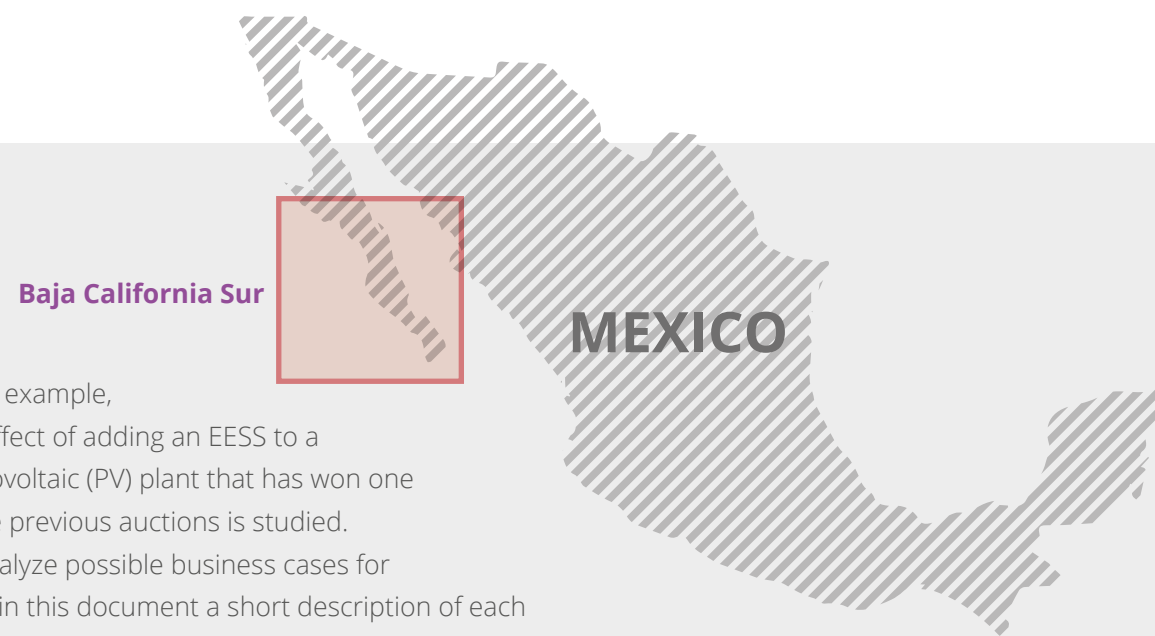 Baja California Sur
MEXICO
example,
ffect of adding an EESS to a
ovoltaic (PV) plant that has won one
previous auctions is studied.
alyze possible business cases for
in this document a short description of each